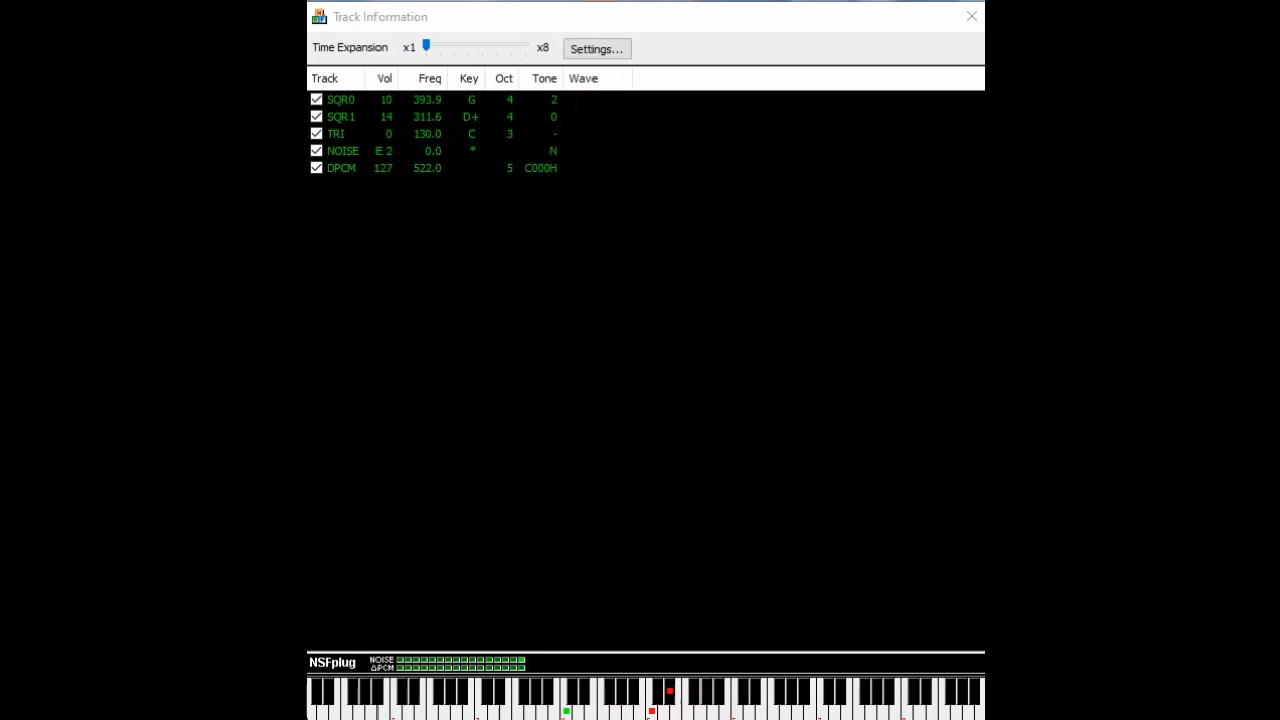 Track Information
Time Expansion x1 x8 Settings...
Track Vol Freq Key Oct Tone Wave
SQR0 10 393.9 G 4 2
SQR1 14 311.6 D+ 4 0
TRI 0 130.0 C 3 -
NOISE E 2 0.0 * N
DPCM 127 522.0 5 C000H
NSFplug NOISE
ΔPCM